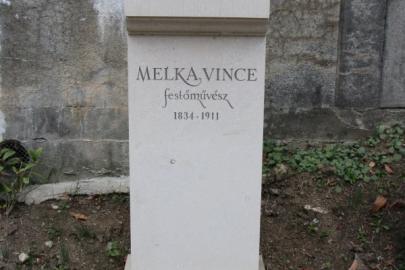 MELKA, VINCE
festőművész
1834 - 1911